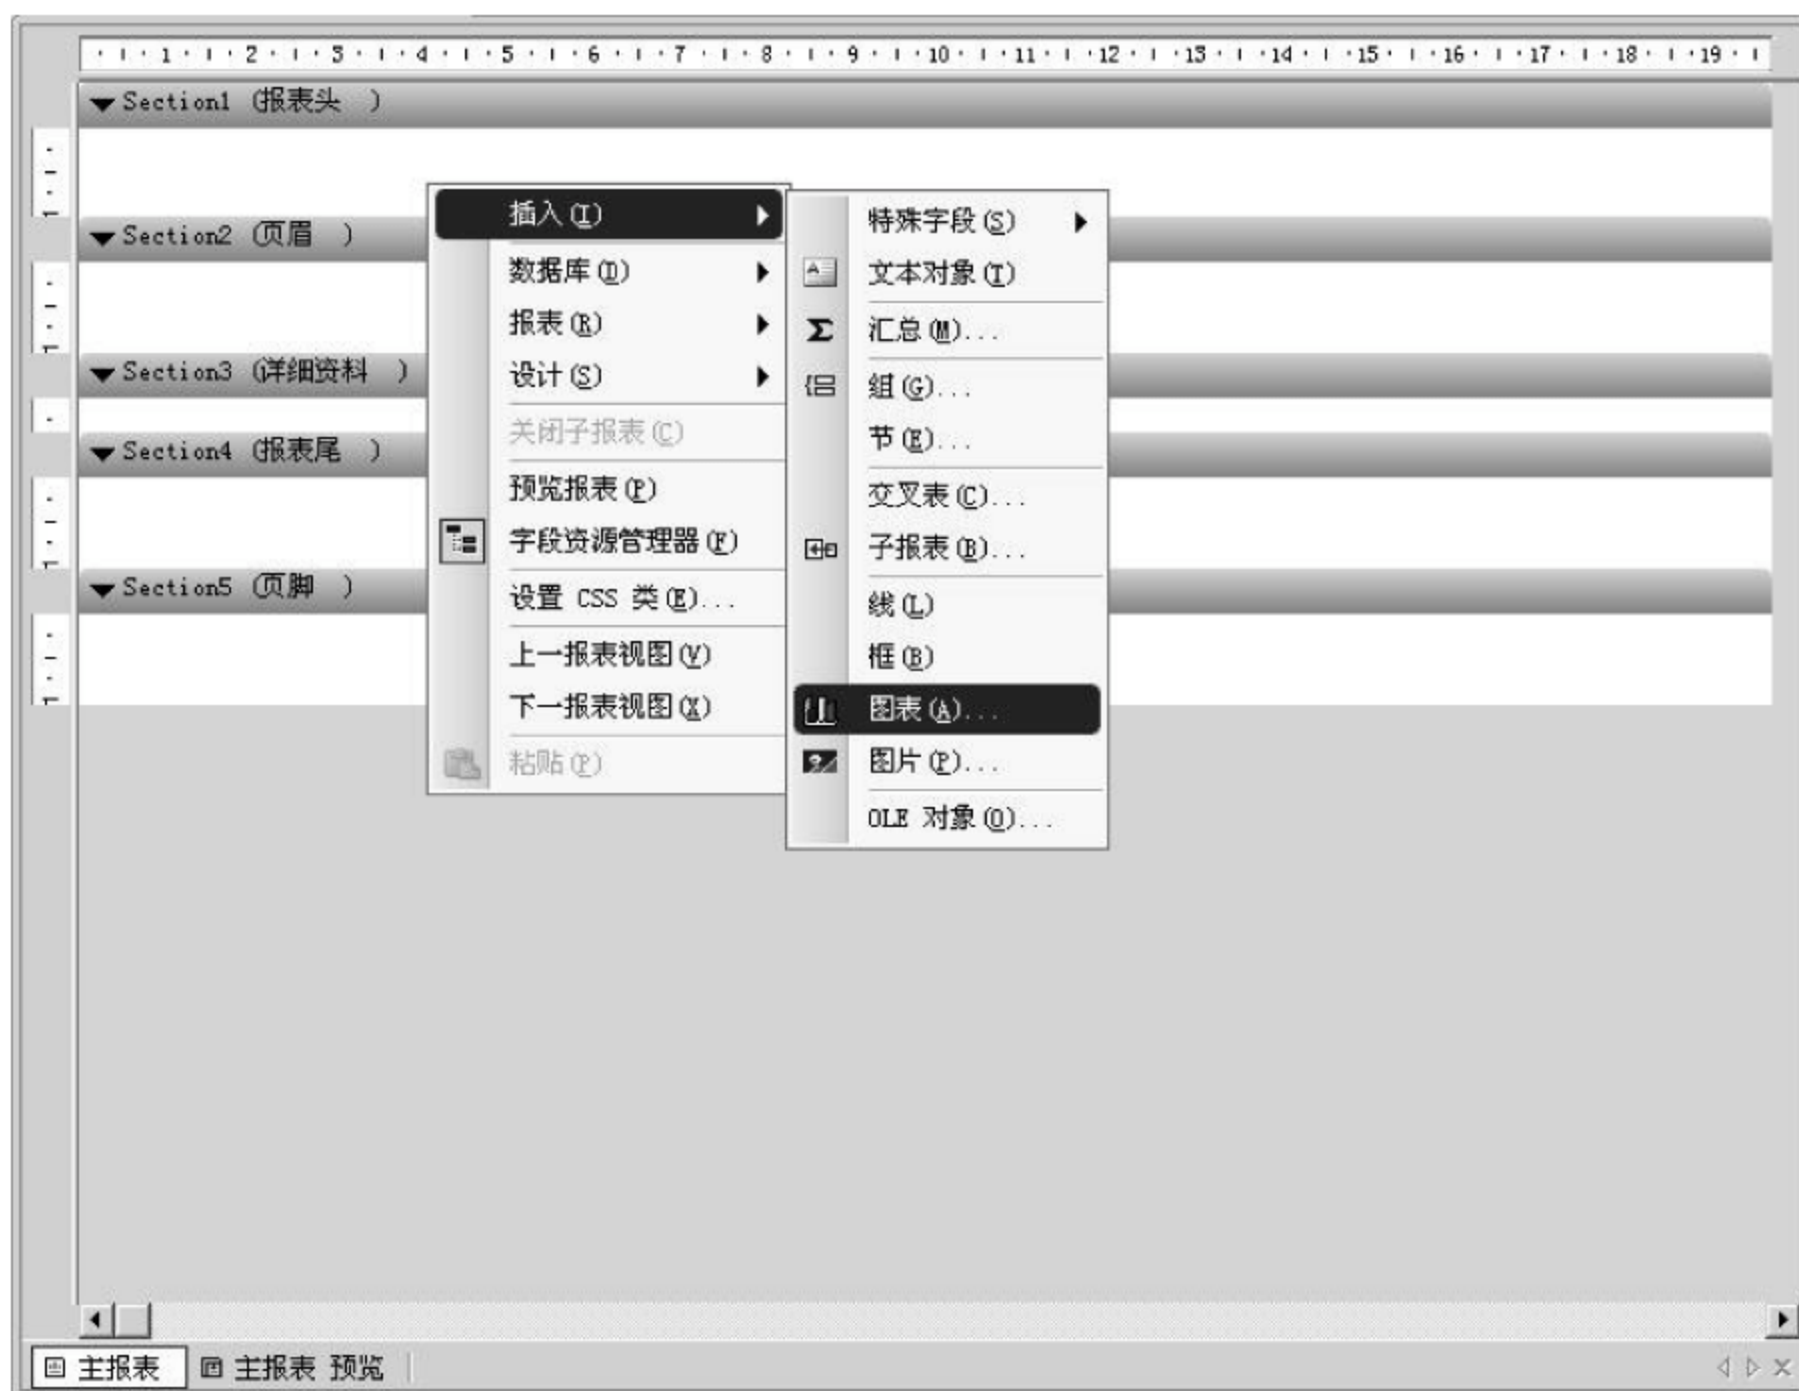 1 2 3 4 5 6 7 8 9 10 11 12 13 14 15 16 17 18 19
Section1 (报表头 )
Section2 (页眉 )
Section3 (详细资料 )
Section4 (报表尾 )
Section5 (页脚 )
插入(I)
数据库(D)
报表(R)
设计(S)
关闭子报表(C)
预览报表(P)
字段资源管理器(F)
设置 CSS 类(E)...
上一报表视图(V)
下一报表视图(X)
粘贴(P)
特殊字段(S)
文本对象(T)
汇总(M)...
组(G)...
节(E)...
交叉表(C)...
子报表(B)...
线(L)
框(B)
图表(A)...
图片(P)...
OLE 对象(O)...
主报表 主报表 预览